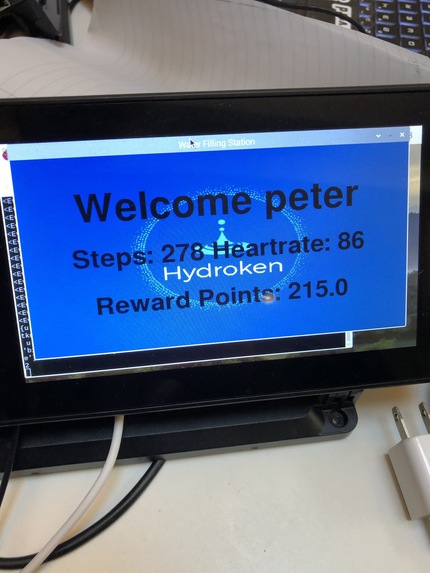 Water Filling Station
Welcome peter
Steps: 278 Heartrate: 86
Hydroken
Reward Points: 215.0